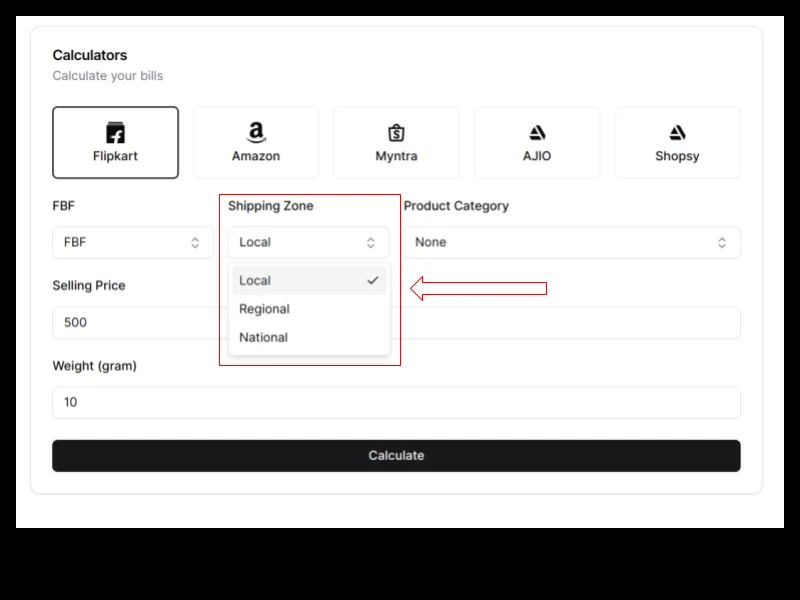 Calculators
Calculate your bills
Flipkart
Amazon
Myntra
AJIO
Shopsy
FBF
Shipping Zone
Product Category
FBF
Local
None
Local
Regional
National
Selling Price
500
Weight (gram)
10
Calculate